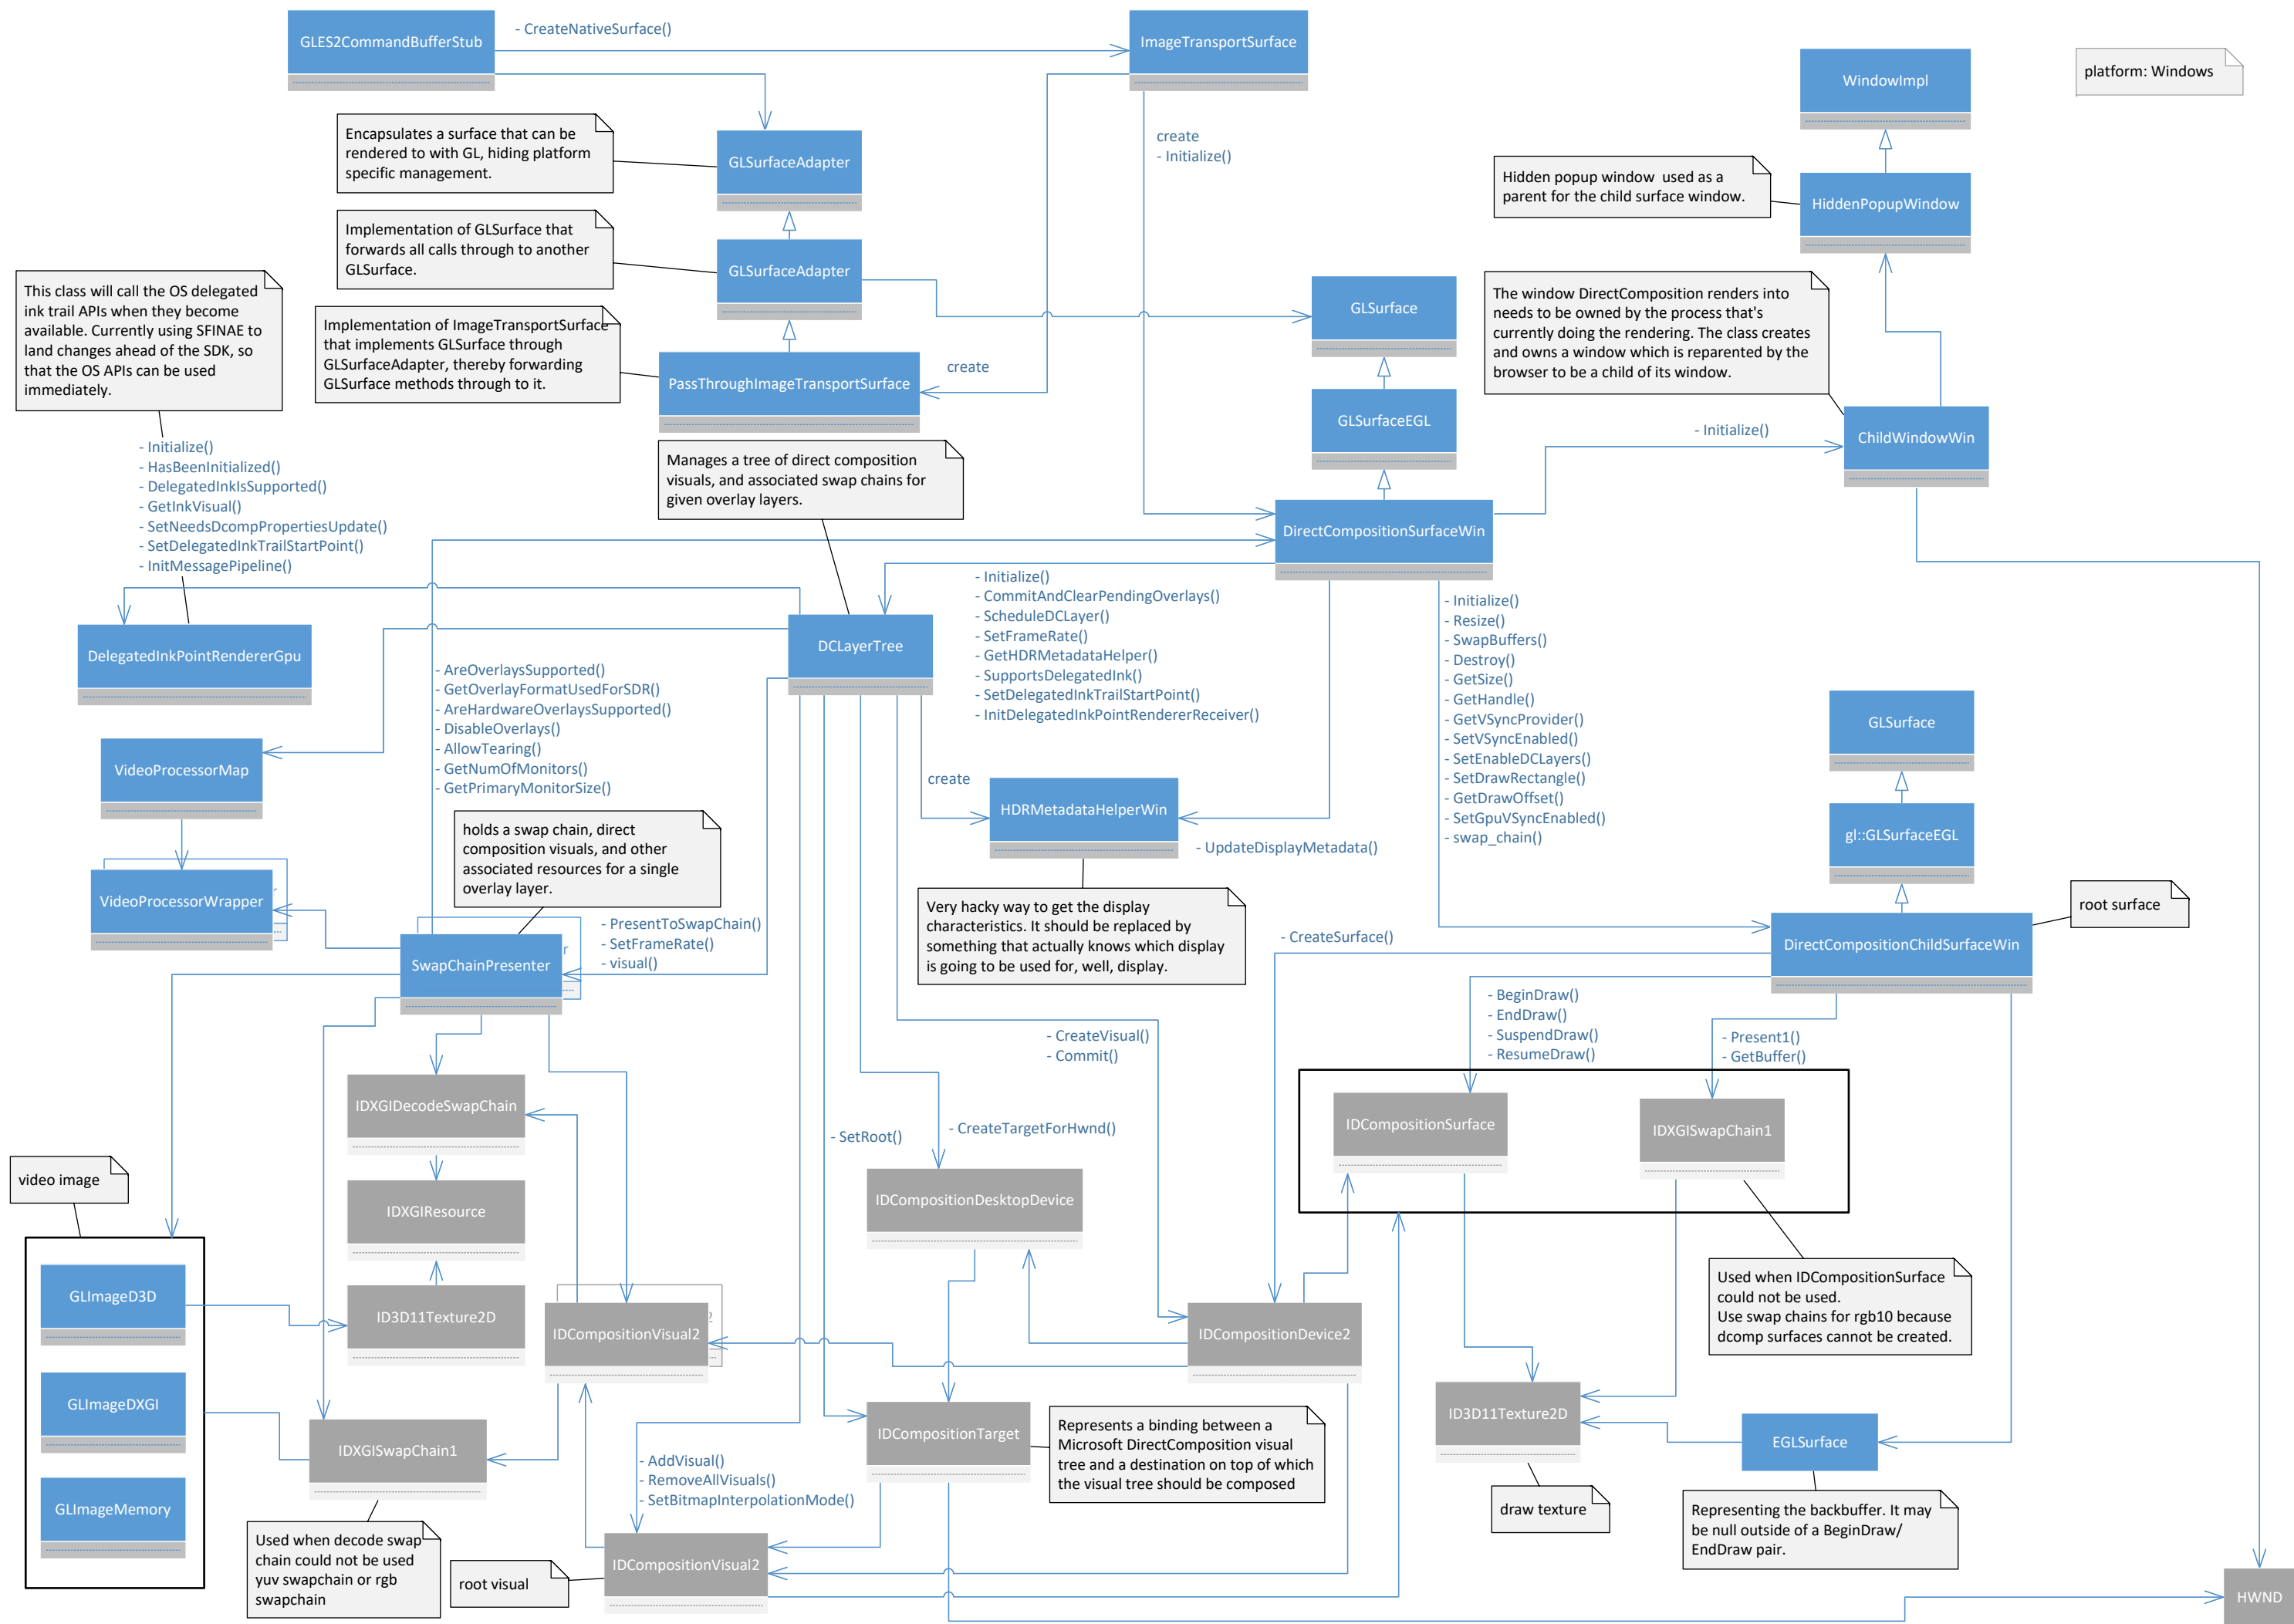 GLES2CommandBufferStub
- CreateNativeSurface()
ImageTransportSurface
platform: Windows
WindowImpl
Encapsulates a surface that can be
rendered to with GL, hiding platform
specific management.
GLSurfaceAdapter
create
- Initialize()
Hidden popup window  used as a
parent for the child surface window.
HiddenPopupWindow
Implementation of GLSurface that
forwards all calls through to another
GLSurface.
GLSurfaceAdapter
This class will call the OS delegated
ink trail APIs when they become
available. Currently using SFINAE to
land changes ahead of the SDK, so
that the OS APIs can be used
immediately.
Implementation of ImageTransportSurface
that implements GLSurface through
GLSurfaceAdapter, thereby forwarding
GLSurface methods through to it.
PassThroughImageTransportSurface
create
GLSurface
The window DirectComposition renders into
needs to be owned by the process that's
currently doing the rendering. The class creates
and owns a window which is reparented by the
browser to be a child of its window.
GLSurfaceEGL
- Initialize()
ChildWindowWin
- Initialize()
- HasBeenInitialized()
- DelegatedInkIsSupported()
- GetInkVisual()
- SetNeedsDcompPropertiesUpdate()
- SetDelegatedInkTrailStartPoint()
- InitMessagePipeline()
Manages a tree of direct composition
visuals, and associated swap chains for
given overlay layers.
DirectCompositionSurfaceWin
- Initialize()
- CommitAndClearPendingOverlays()
- ScheduleDCLayer()
- SetFrameRate()
- GetHDRMetadataHelper()
- SupportsDelegatedInk()
- SetDelegatedInkTrailStartPoint()
- InitDelegatedInkPointRendererReceiver()
- Initialize()
- Resize()
- SwapBuffers()
- Destroy()
- GetSize()
- GetHandle()
- GetVSyncProvider()
- SetVSyncEnabled()
- SetEnableDCLayers()
- SetDrawRectangle()
- GetDrawOffset()
- SetGpuVSyncEnabled()
- swap_chain()
DelegatedInkPointRendererGpu
DCLayerTree
- AreOverlaysSupported()
- GetOverlayFormatUsedForSDR()
- AreHardwareOverlaysSupported()
- DisableOverlays()
- AllowTearing()
- GetNumOfMonitors()
- GetPrimaryMonitorSize()
GLSurface
VideoProcessorMap
create
HDRMetadataHelperWin
- UpdateDisplayMetadata()
gl::GLSurfaceEGL
holds a swap chain, direct
composition visuals, and other
associated resources for a single
overlay layer.
VideoProcessorWrapper
Very hacky way to get the display
characteristics. It should be replaced by
something that actually knows which display
is going to be used for, well, display.
root surface
- PresentToSwapChain()
- SetFrameRate()
- visual()
SwapChainPresenter
- CreateSurface()
DirectCompositionChildSurfaceWin
- BeginDraw()
- EndDraw()
- SuspendDraw()
- ResumeDraw()
- Present1()
- GetBuffer()
- CreateVisual()
- Commit()
IDXGIDecodeSwapChain
IDCompositionSurface
IDXGISwapChain1
- SetRoot()
- CreateTargetForHwnd()
video image
IDXGIResource
IDCompositionDesktopDevice
GLImageD3D
ID3D11Texture2D
IDCompositionVisual2
IDCompositionDevice2
Used when IDCompositionSurface
could not be used.
Use swap chains for rgb10 because
dcomp surfaces cannot be created.
GLImageDXGI
IDXGISwapChain1
IDCompositionTarget
Represents a binding between a
Microsoft DirectComposition visual
tree and a destination on top of which
the visual tree should be composed
ID3D11Texture2D
EGLSurface
- AddVisual()
- RemoveAllVisuals()
- SetBitmapInterpolationMode()
GLImageMemory
draw texture
Representing the backbuffer. It may
be null outside of a BeginDraw/
EndDraw pair.
Used when decode swap
chain could not be used
yuv swapchain or rgb
swapchain
root visual
IDCompositionVisual2
HWND